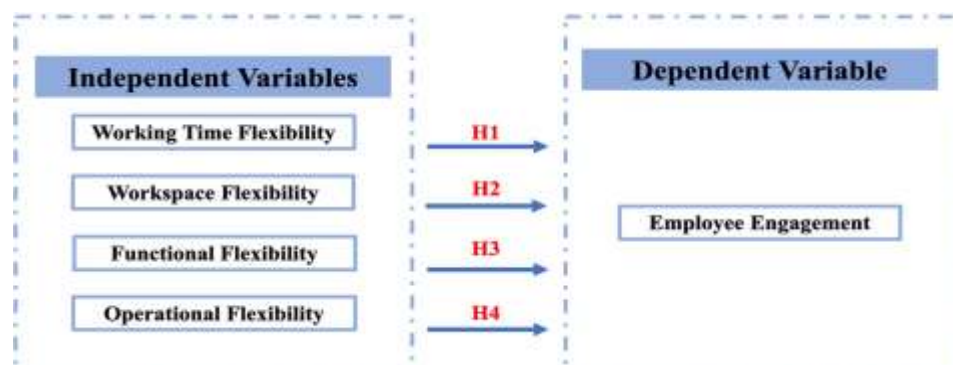 Independent Variables
Working Time Flexibility
Workspace Flexibility
Functional Flexibility
Operational Flexibility
H1
H2
H3
H4
Dependent Variable
Employee Engagement